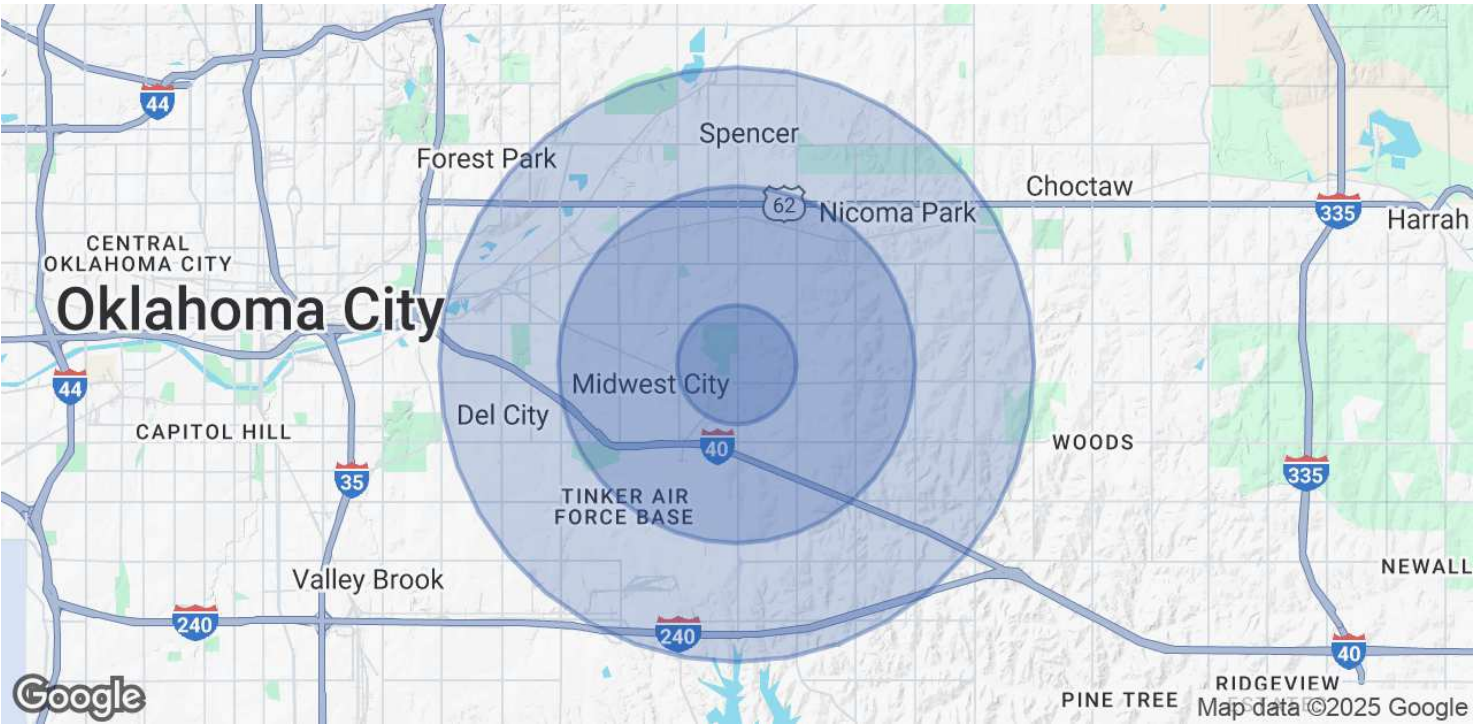 44
Spencer
Forest Park
Choctaw
62
Nicoma Park
335
Harrah
CENTRAL
OKLAHOMA CITY
Oklahoma City
44
Midwest City
Del City
CAPITOL HILL
40
WOODS
35
335
TINKER AIR
FORCE BASE
NEWALL
Valley Brook
240
240
40
Google
PINE TREE
RIDGEVIEW
Map data ©2025 Google